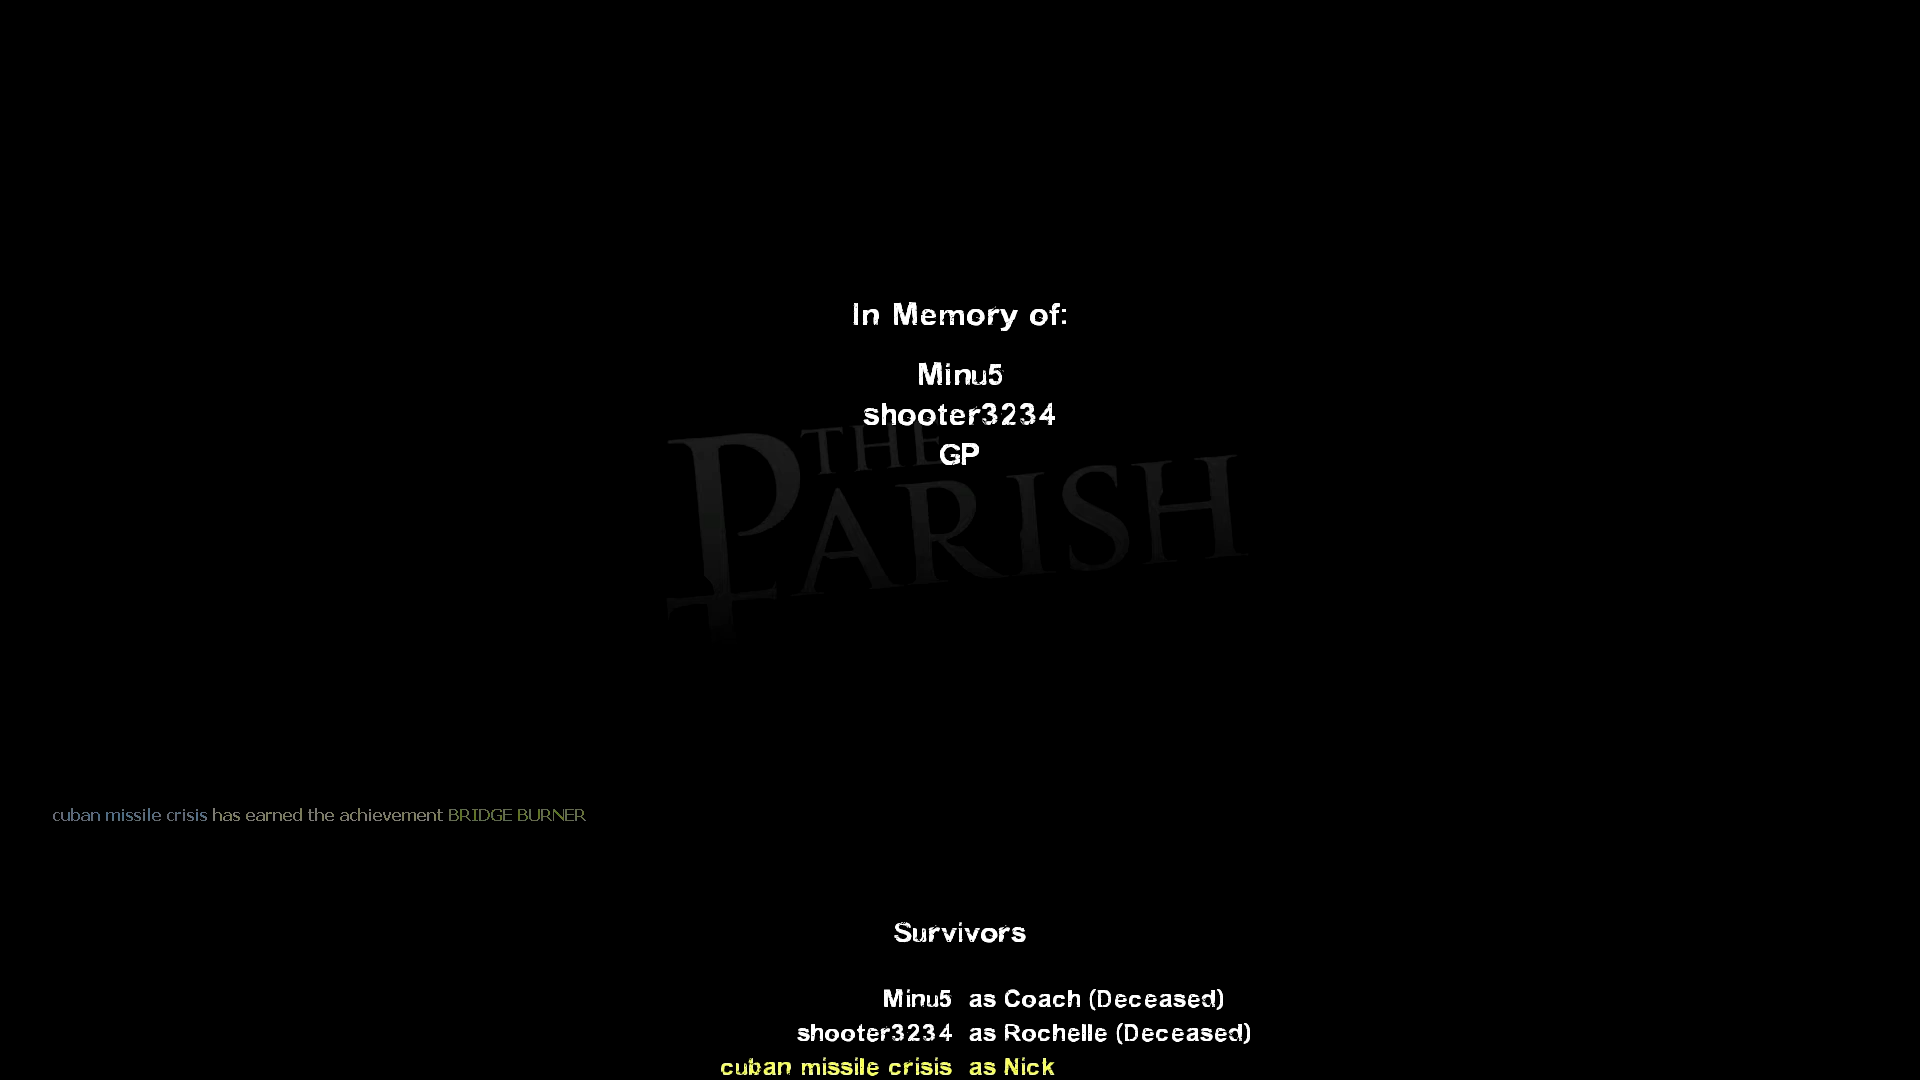 In Memory of:
Minu5
shooter3234
GP
THE
PARISH
cuban missile crisis has earned the achievement BRIDGE BURNER
Survivors
Minu5 as Coach (Deceased)
shooter3234 as Rochelle (Deceased)
cuban missile crisis as Nick